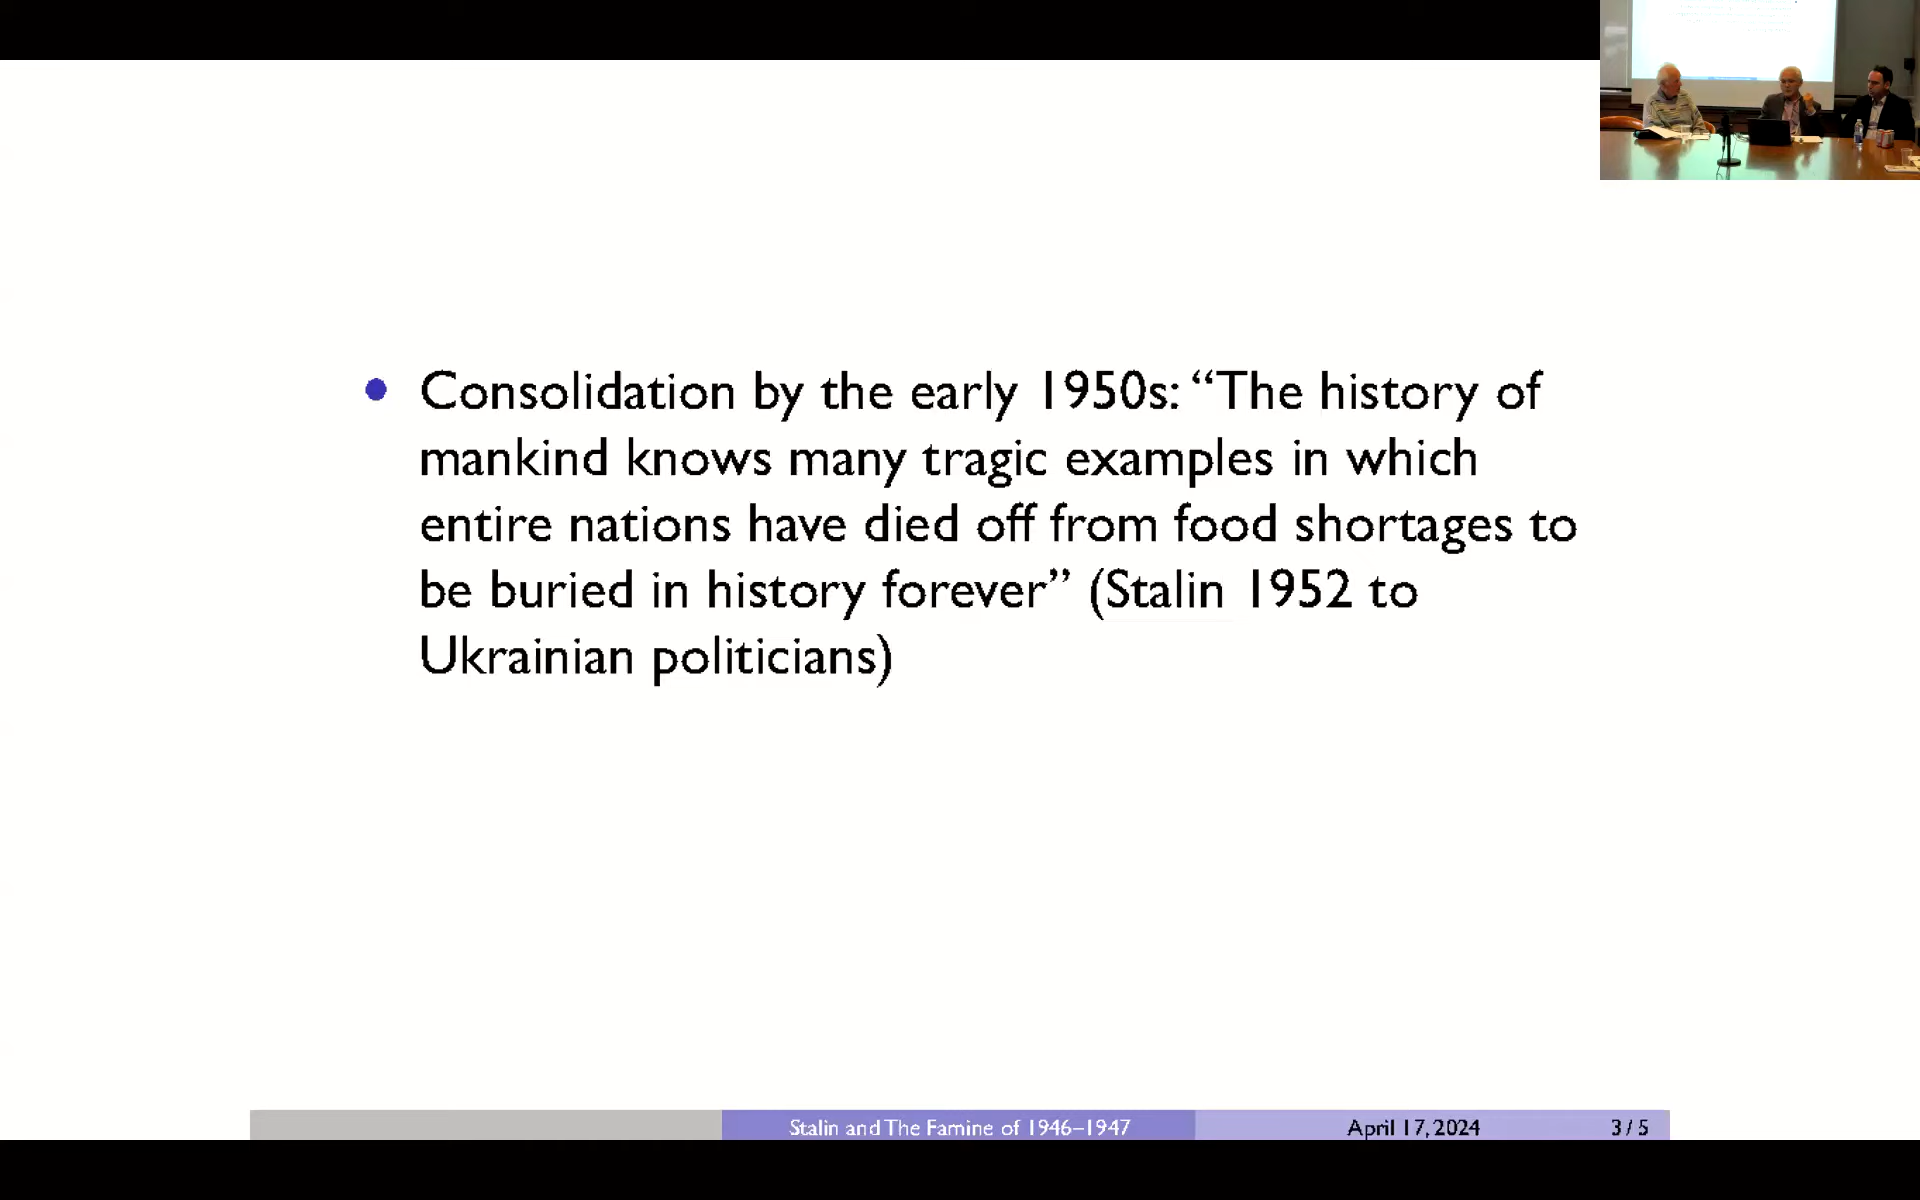 Consolidation by the early 1950s: “The history of
mankind knows many tragic examples in which
entire nations have died off from food shortages to
be buried in history forever” (Stalin 1952 to
Ukrainian politicians)
Stalin and The Famine of 1946–1947
April 17, 2024
3 / 5